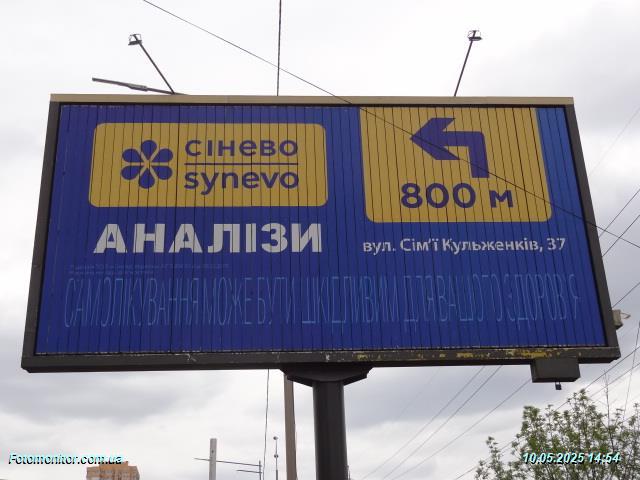 сінево
synevo
800 м
АНАЛІЗИ
вул. Сім'ї Кульженків, 37
САМОЛІКУВАННЯ МОЖЕ БУТИ ШКІДЛИВИМ ДЛЯ ВАШОГО ЗДОРОВ'Я
Fotomonitor.com.ua
10.05.2025 14:54